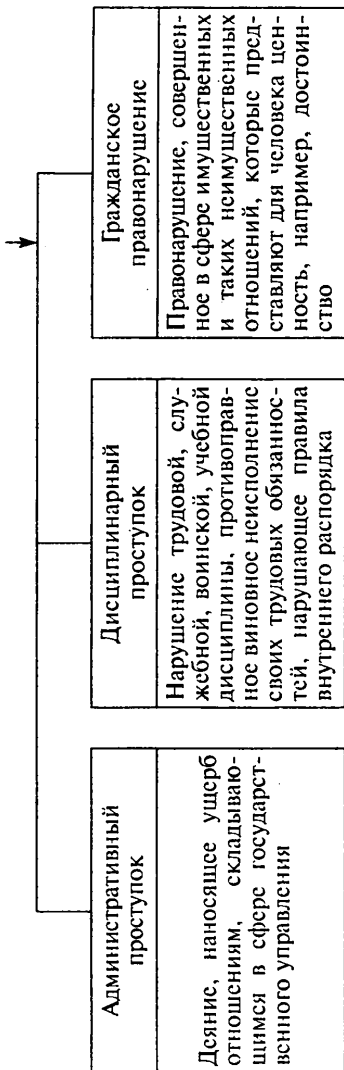 Административный
проступок
Деяние, наносящее ущерб
отношениям, складываю-
щимся в сфере государст-
венного управления
Дисциплинарный
проступок
Нарушение трудовой, слу-
жебной, воинской, учебной
дисциплины, противоправ-
ное виновное неисполнение
своих трудовых обязаннос-
тей, нарушающее правила
внутреннего распорядка
Гражданское
правонарушение
Правонарушение, совершен-
ное в сфере имущественных
и таких неимущественных
отношений, которые пред-
ставляют для человека цен-
ность, например, достоин-
ство